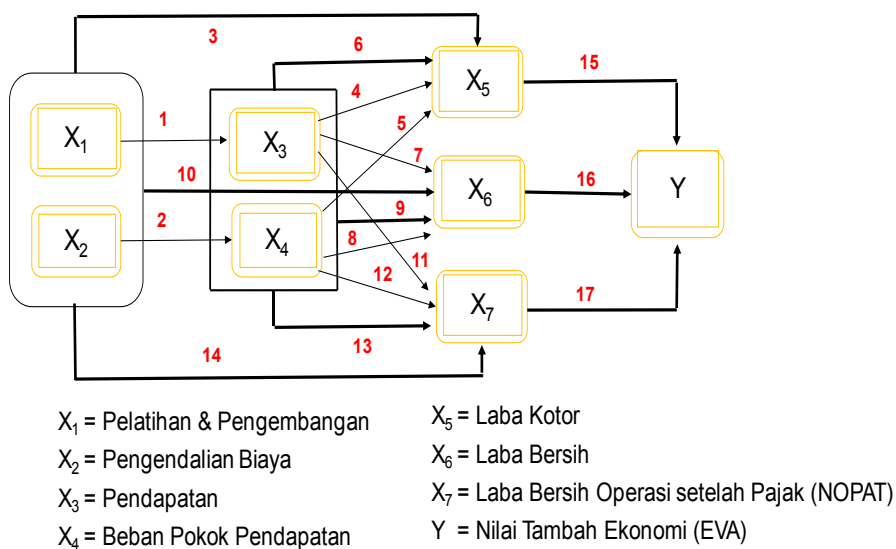 3
6
15
X₅
4
1
5
X₁
X₃
7
10
16
X₆
Y
9
2
8
X₂
X₄
11
12
X₇
17
13
14
X₁ = Pelatihan & Pengembangan
X₂ = Pengendalian Biaya
X₃ = Pendapatan
X₄ = Beban Pokok Pendapatan
X₅ = Laba Kotor
X₆ = Laba Bersih
X₇ = Laba Bersih Operasi setelah Pajak (NOPAT)
Y = Nilai Tambah Ekonomi (EVA)